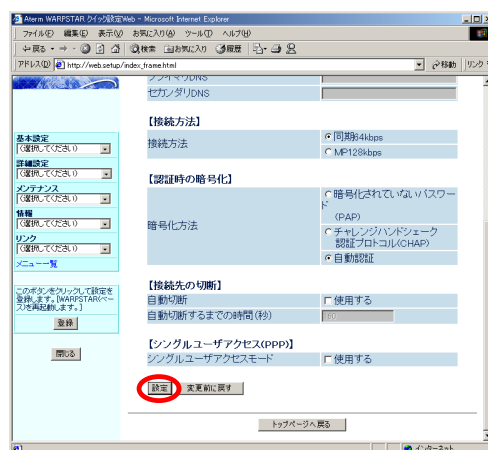 Aterm WARPSTAR クイック設定Web - Microsoft Internet Explorer
ファイル(F) 編集(E) 表示(V) お気に入り(A) ツール(T) ヘルプ(H)
戻る 検索 お気に入り 履歴
アドレス(D) http://web.setup/index_frame.html 移動 リンク
プライマリDNS
セカンダリDNS
【接続方法】
接続方法
同期64kbps
MP128kbps
【認証時の暗号化】
暗号化方法
暗号化されていないパスワー
ド
(PAP)
チャレンジハンドシェーク
認証プロトコル(CHAP)
自動認証
【接続先の切断】
自動切断 使用する
自動切断するまでの時間(秒) 60
【シングルユーザアクセス(PPP)】
シングルユーザアクセスモード 使用する
設定 変更前に戻す
トップページへ戻る
基本設定
(選択してください)
詳細設定
(選択してください)
メンテナンス
(選択してください)
情報
(選択してください)
リンク
(選択してください)
メニュー一覧
このボタンをクリックして設定を
登録します。[WARPSTAR(ベー
ス)を再起動します。]
登録
閉じる
インターネット